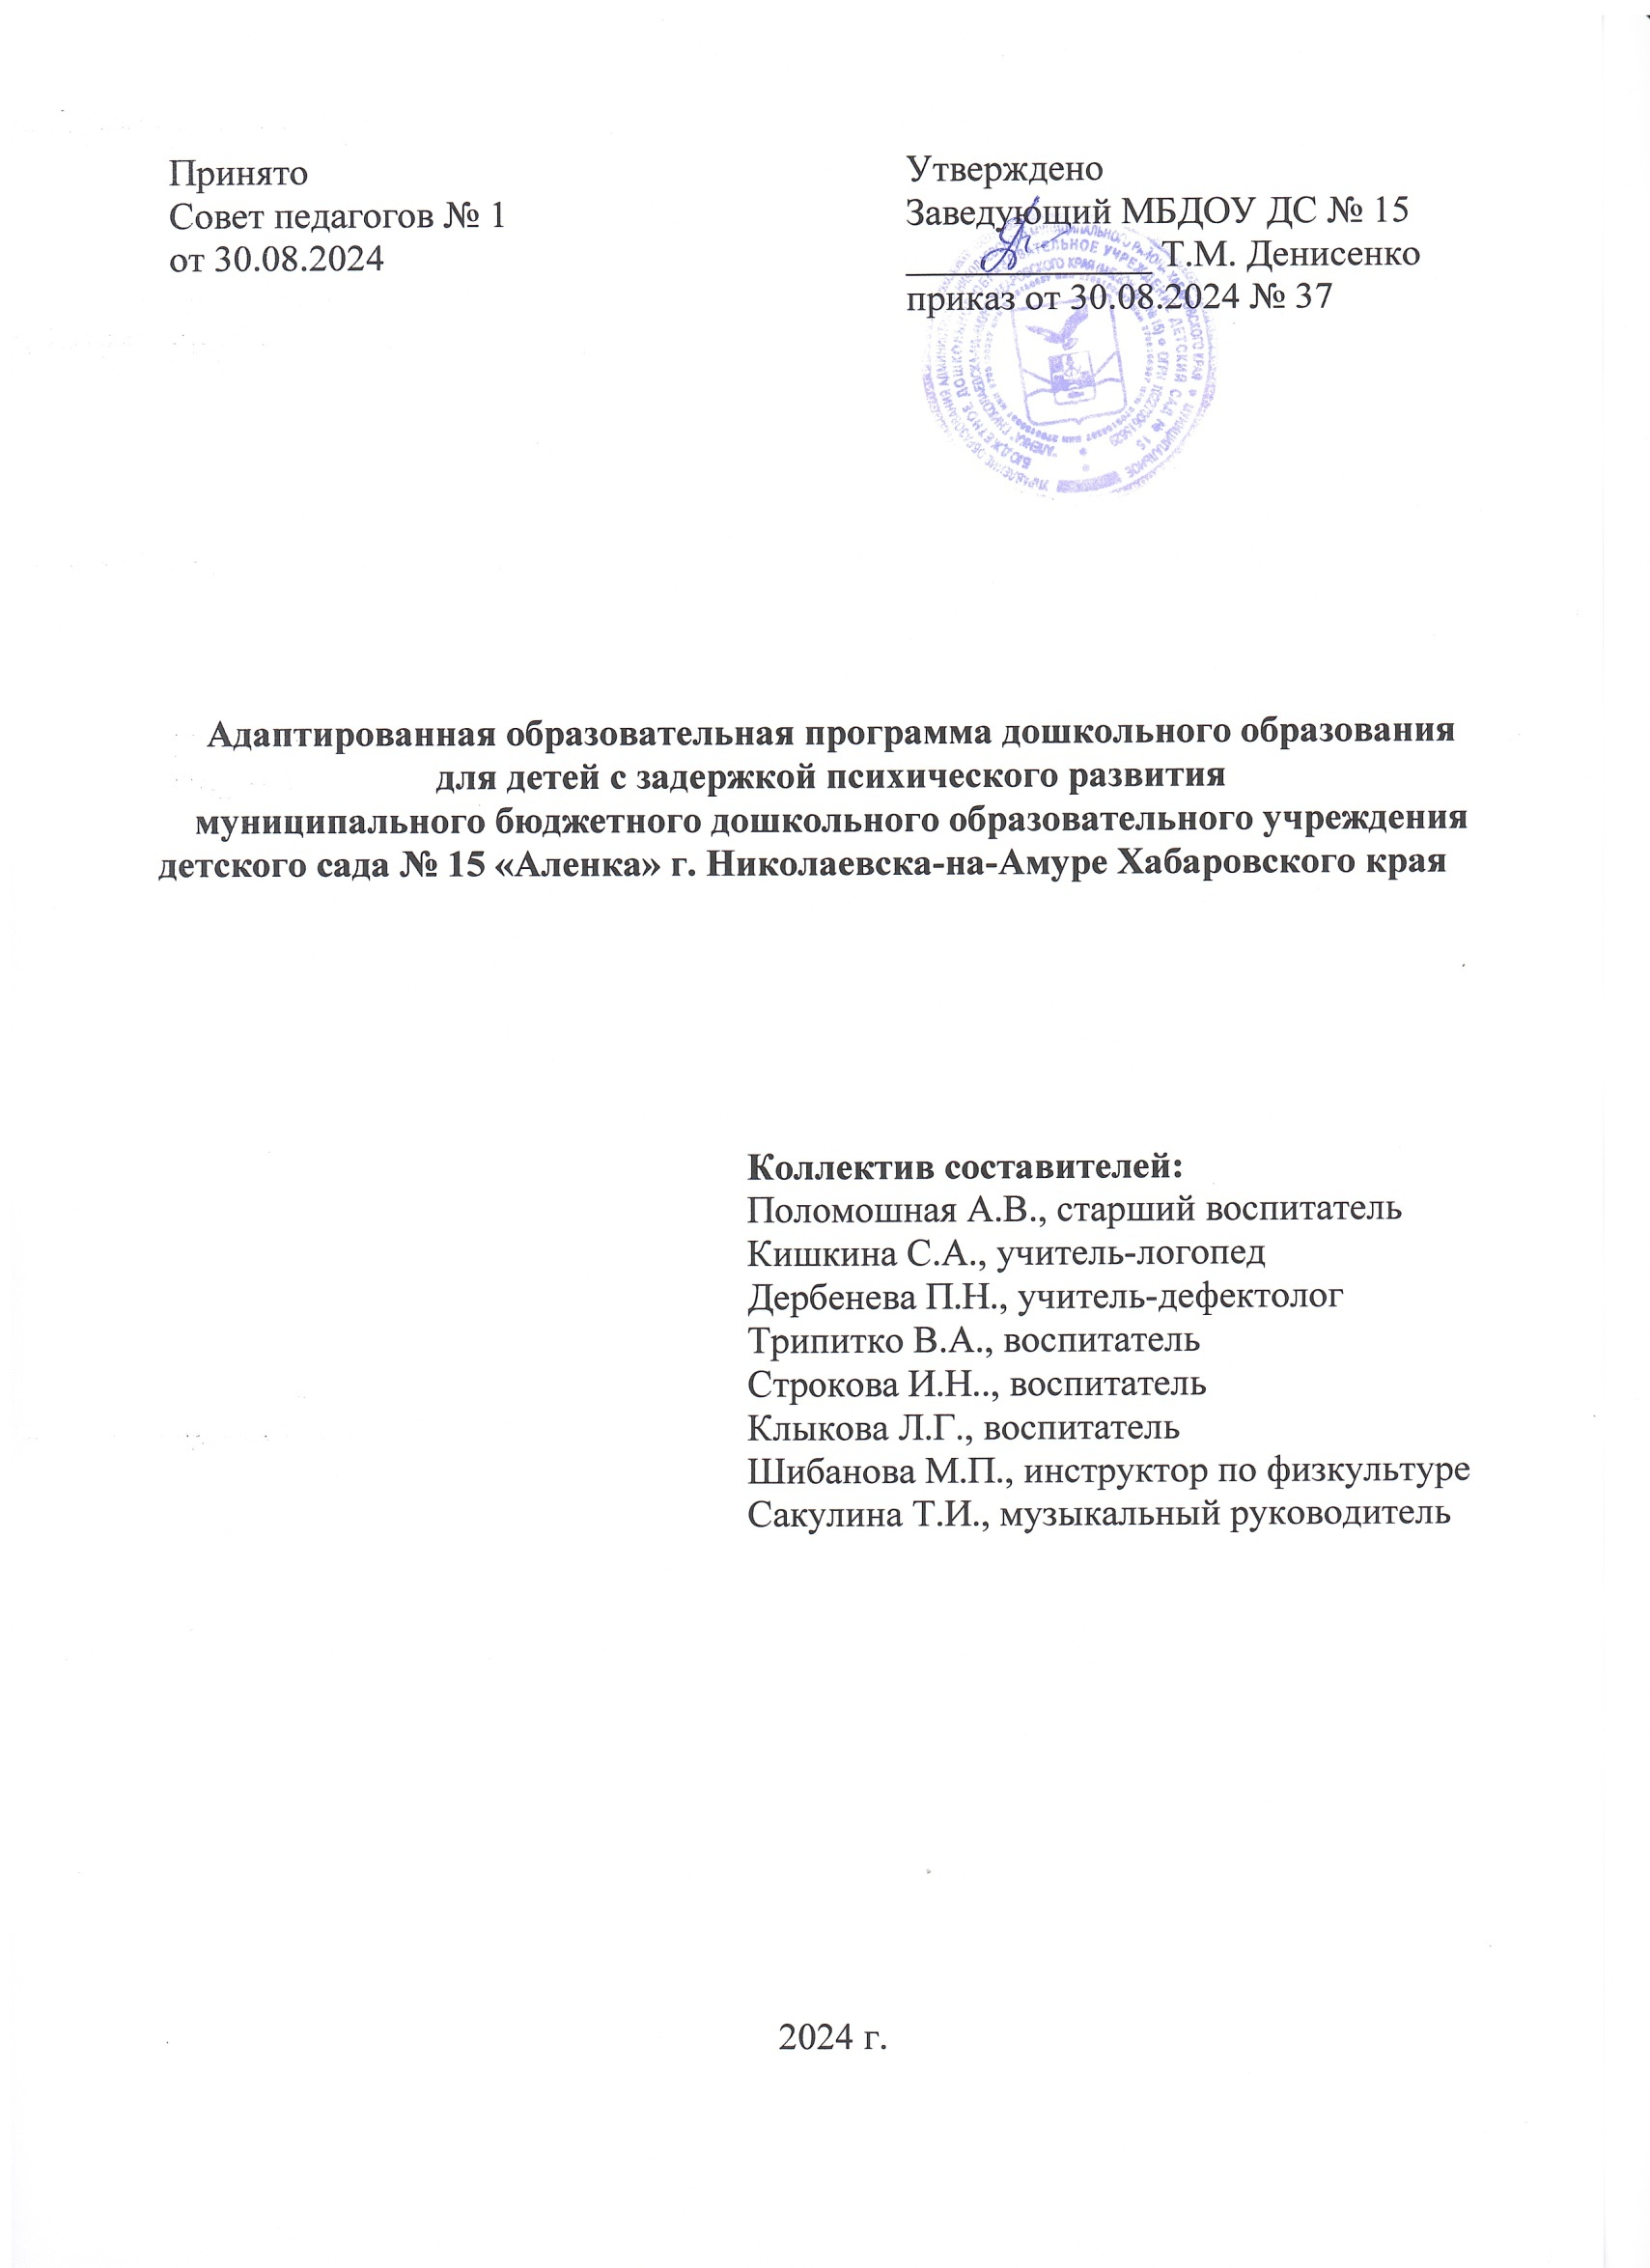 Принято
Совет педагогов № 1
от 30.08.2024
Утверждено
Заведующий МБДОУ ДС № 15
Т.М. Денисенко
приказ от 30.08.2024 № 37
Адаптированная образовательная программа дошкольного образования
для детей с задержкой психического развития
муниципального бюджетного дошкольного образовательного учреждения
детского сада № 15 «Аленка» г. Николаевска-на-Амуре Хабаровского края
Коллектив составителей:
Поломошная А.В., старший воспитатель
Кишкина С.А., учитель-логопед
Дербенева П.Н., учитель-дефектолог
Трипитко В.А., воспитатель
Строкова И.Н.., воспитатель
Клыкова Л.Г., воспитатель
Шибанова М.П., инструктор по физкультуре
Сакулина Т.И., музыкальный руководитель
2024 г.